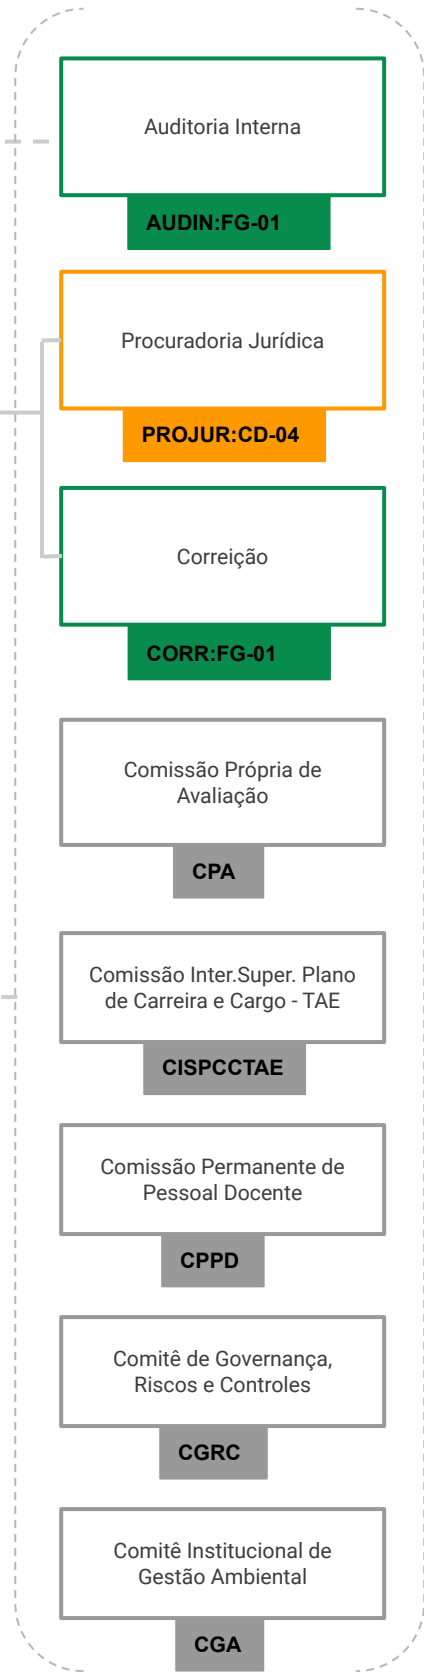 Auditoria Interna
AUDIN:FG-01
Procuradoria Jurídica
PROJUR:CD-04
Correição
CORR:FG-01
Comissão Própria de
Avaliação
CPA
Comissão Inter.Super. Plano
de Carreira e Cargo - TAE
CISPCCTAE
Comissão Permanente de
Pessoal Docente
CPPD
Comitê de Governança,
Riscos e Controles
CGRC
Comitê Institucional de
Gestão Ambiental
CGA